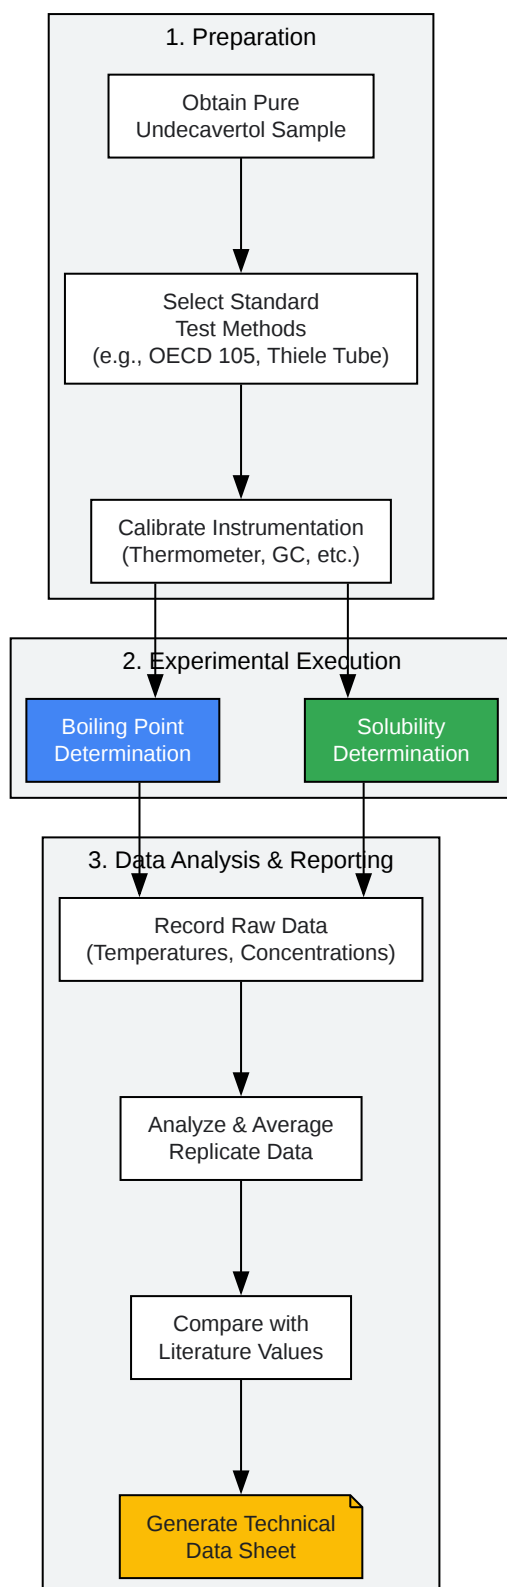 1. Preparation
Obtain Pure
Undecavertol Sample
Select Standard
Test Methods
(e.g., OECD 105, Thiele Tube)
Calibrate Instrumentation
(Thermometer, GC, etc.)
2. Experimental Execution
Boiling Point
Determination
Solubility
Determination
3. Data Analysis & Reporting
Record Raw Data
(Temperatures, Concentrations)
Analyze & Average
Replicate Data
Compare with
Literature Values
Generate Technical
Data Sheet